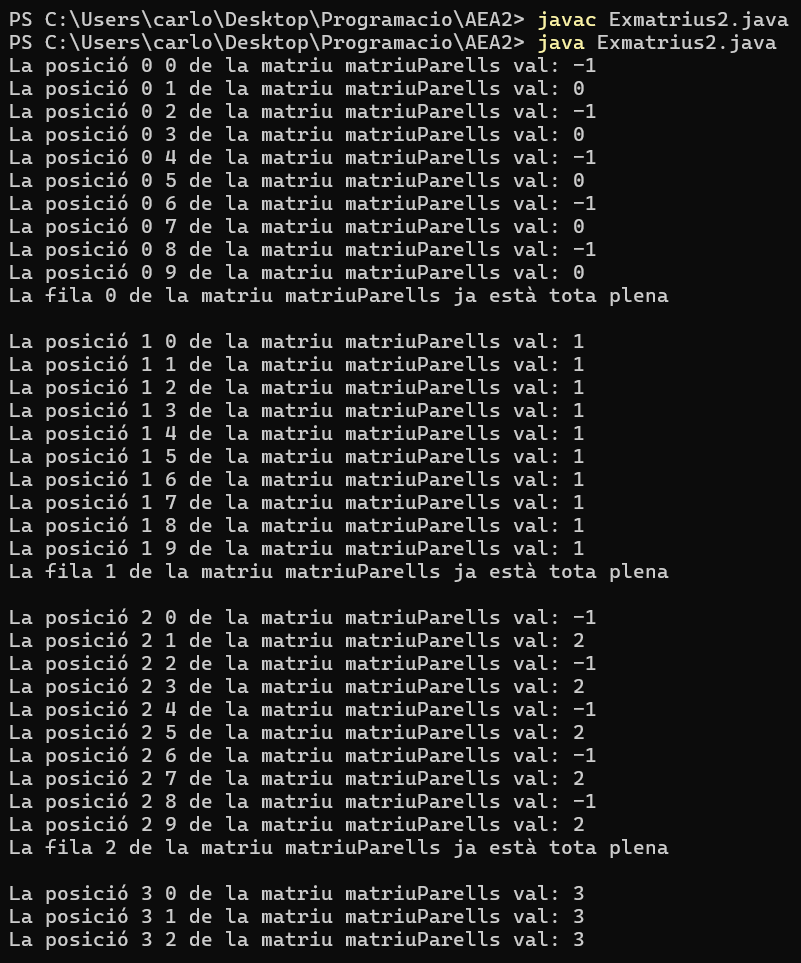 PS C:\Users\carlo\Desktop\Programacio\AEA2> javac Exmatrius2.java
PS C:\Users\carlo\Desktop\Programacio\AEA2> java Exmatrius2.java
La posició 0 0 de la matriu matriuParells val: -1
La posició 0 1 de la matriu matriuParells val: 0
La posició 0 2 de la matriu matriuParells val: -1
La posició 0 3 de la matriu matriuParells val: 0
La posició 0 4 de la matriu matriuParells val: -1
La posició 0 5 de la matriu matriuParells val: 0
La posició 0 6 de la matriu matriuParells val: -1
La posició 0 7 de la matriu matriuParells val: 0
La posició 0 8 de la matriu matriuParells val: -1
La posició 0 9 de la matriu matriuParells val: 0
La fila 0 de la matriu matriuParells ja està tota plena

La posició 1 0 de la matriu matriuParells val: 1
La posició 1 1 de la matriu matriuParells val: 1
La posició 1 2 de la matriu matriuParells val: 1
La posició 1 3 de la matriu matriuParells val: 1
La posició 1 4 de la matriu matriuParells val: 1
La posició 1 5 de la matriu matriuParells val: 1
La posició 1 6 de la matriu matriuParells val: 1
La posició 1 7 de la matriu matriuParells val: 1
La posició 1 8 de la matriu matriuParells val: 1
La posició 1 9 de la matriu matriuParells val: 1
La fila 1 de la matriu matriuParells ja està tota plena

La posició 2 0 de la matriu matriuParells val: -1
La posició 2 1 de la matriu matriuParells val: 2
La posició 2 2 de la matriu matriuParells val: -1
La posició 2 3 de la matriu matriuParells val: 2
La posició 2 4 de la matriu matriuParells val: -1
La posició 2 5 de la matriu matriuParells val: 2
La posició 2 6 de la matriu matriuParells val: -1
La posició 2 7 de la matriu matriuParells val: 2
La posició 2 8 de la matriu matriuParells val: -1
La posició 2 9 de la matriu matriuParells val: 2
La fila 2 de la matriu matriuParells ja està tota plena

La posició 3 0 de la matriu matriuParells val: 3
La posició 3 1 de la matriu matriuParells val: 3
La posició 3 2 de la matriu matriuParells val: 3